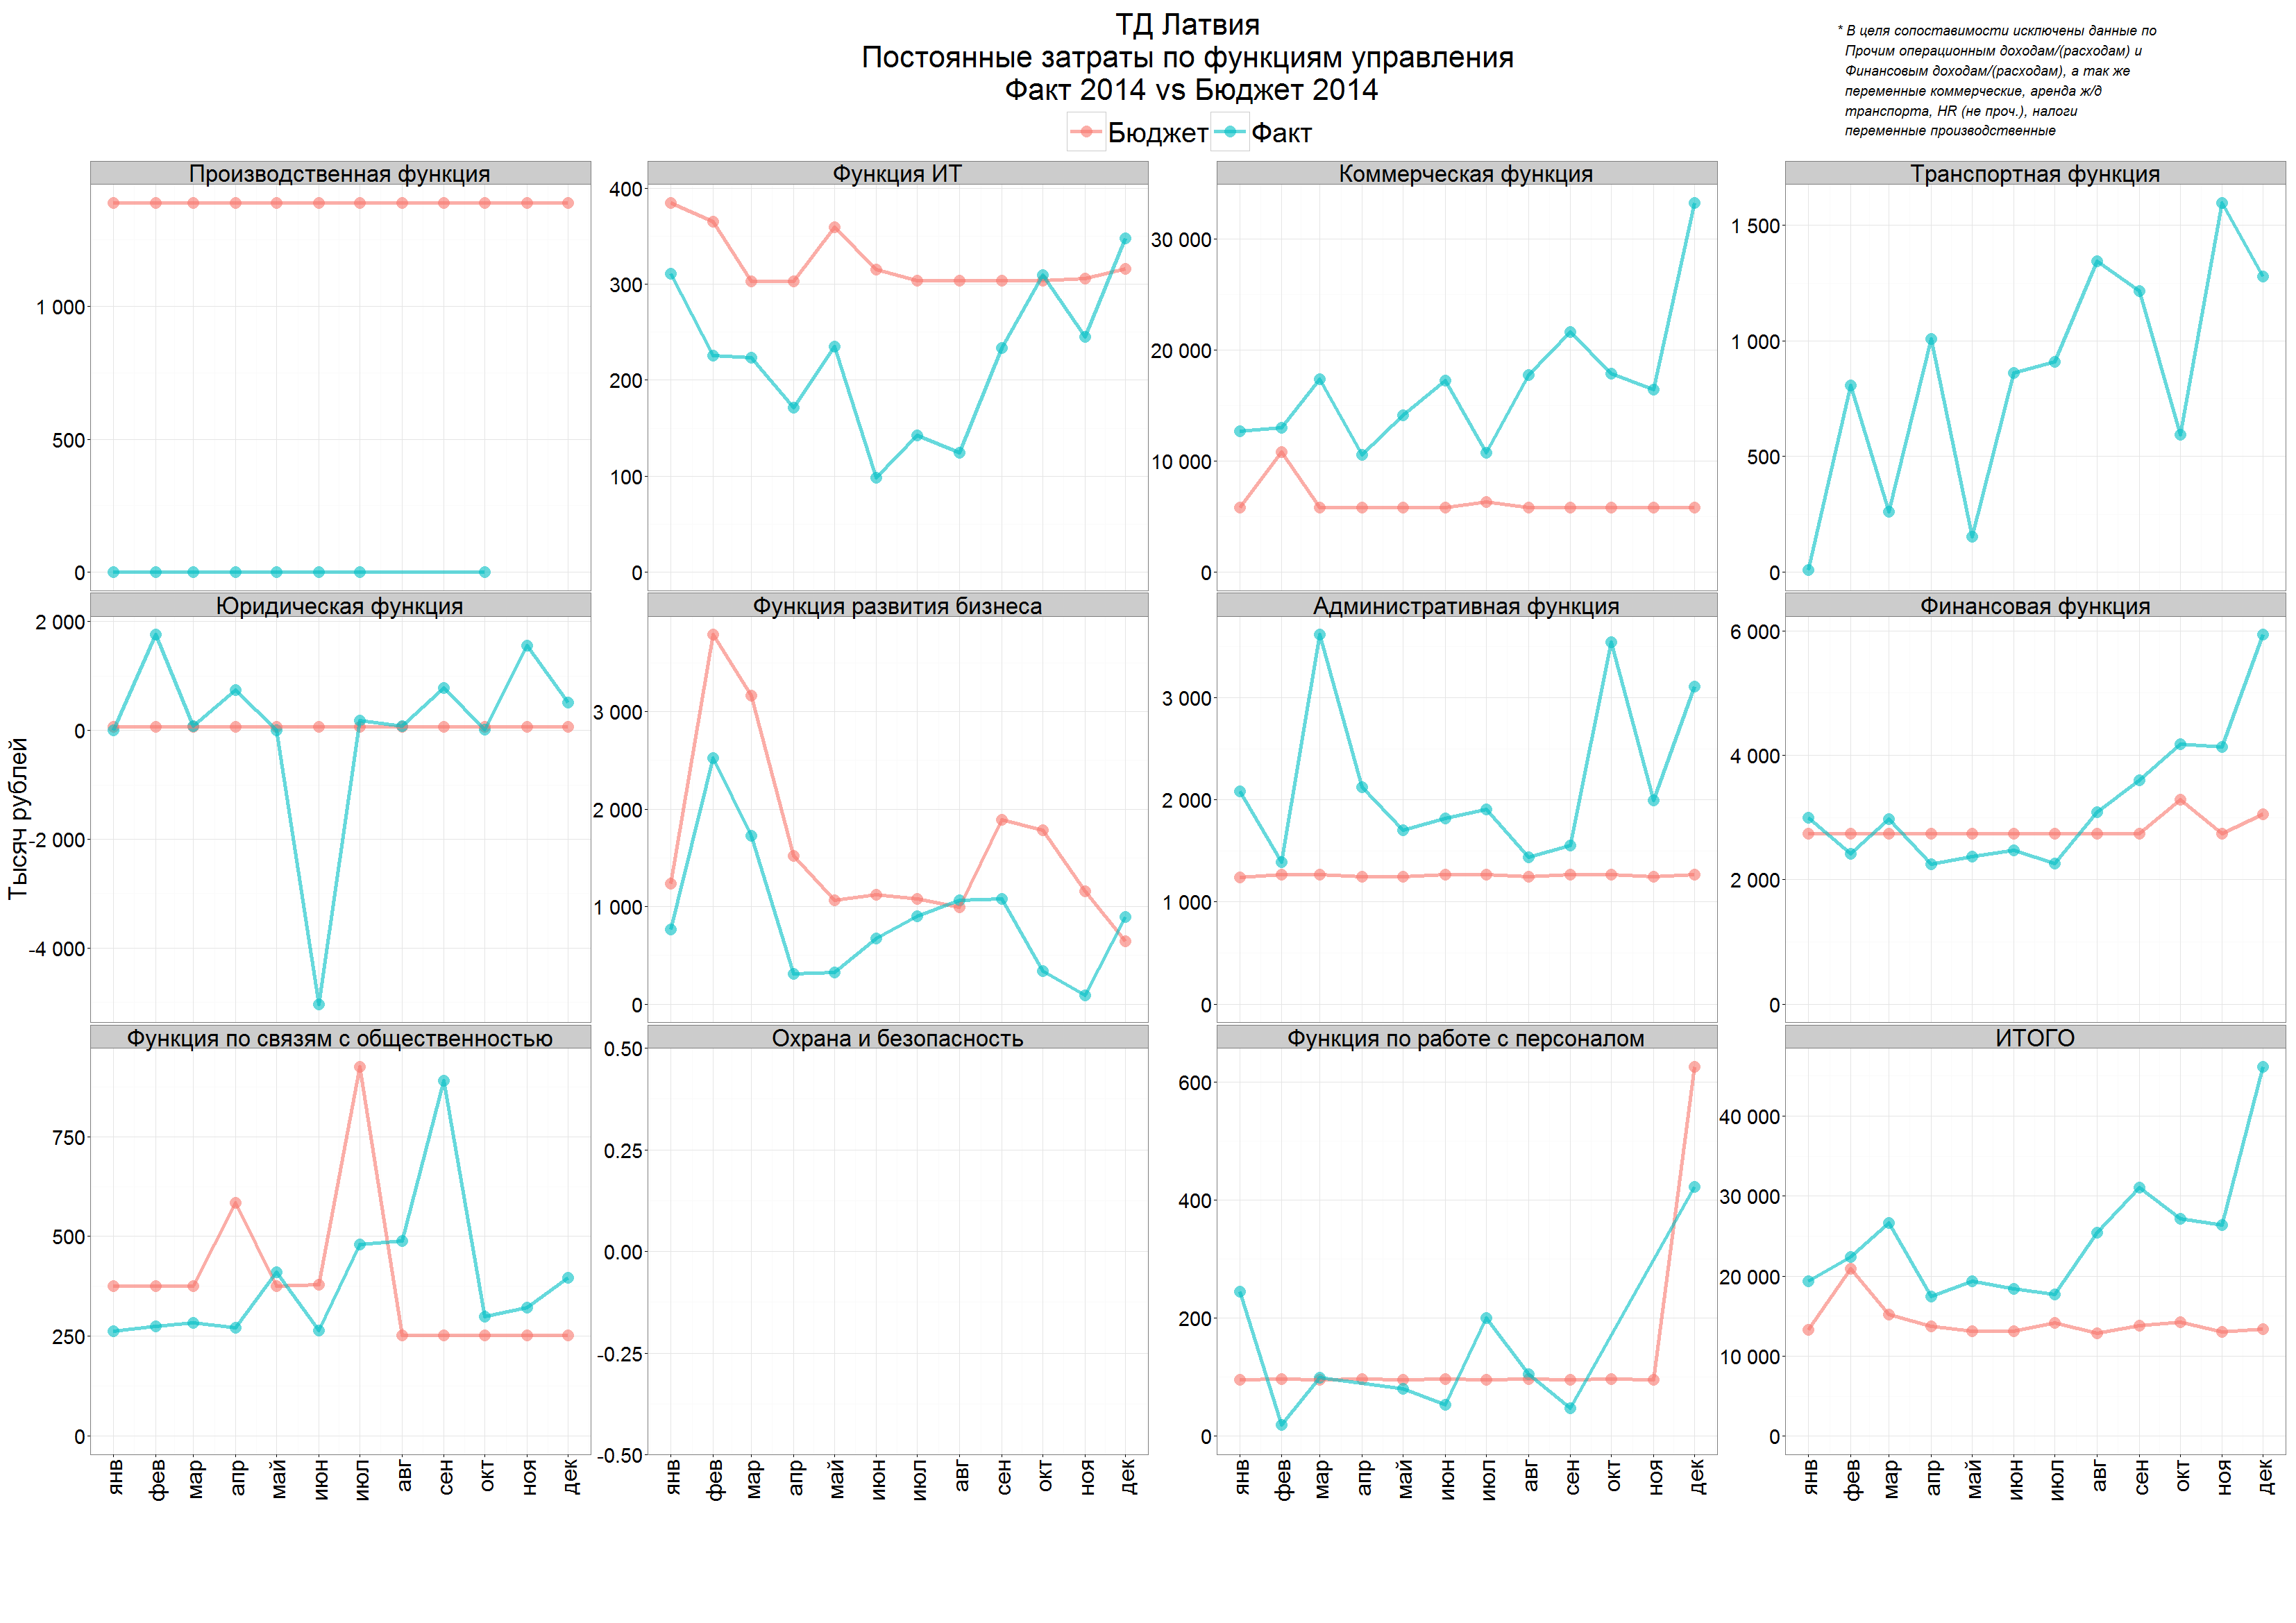 ТД Латвия
Постоянные затраты по функциям управления
Факт 2014 vs Бюджет 2014
Бюджет Факт
* В целя сопоставимости исключены данные по
Прочим операционным доходам/(расходам) и
Финансовым доходам/(расходам), а так же
переменные коммерческие, аренда ж/д
транспорта, HR (не проч.), налоги
переменные производственные
Тысяч рублей
Производственная функция
1 000
500
0
Функция ИТ
400
300
200
100
0
Коммерческая функция
30 000
20 000
10 000
0
Транспортная функция
1 500
1 000
500
0
Юридическая функция
2 000
0
-2 000
-4 000
Функция развития бизнеса
3 000
2 000
1 000
0
Административная функция
3 000
2 000
1 000
0
Финансовая функция
6 000
4 000
2 000
0
Функция по связям с общественностью
750
500
250
0
янв фев мар апр май июн июл авг сен окт ноя дек
Охрана и безопасность
0.50
0.25
0.00
-0.25
-0.50
янв фев мар апр май июн июл авг сен окт ноя дек
Функция по работе с персоналом
600
400
200
0
янв фев мар апр май июн июл авг сен окт ноя дек
ИТОГО
40 000
30 000
20 000
10 000
0
янв фев мар апр май июн июл авг сен окт ноя дек